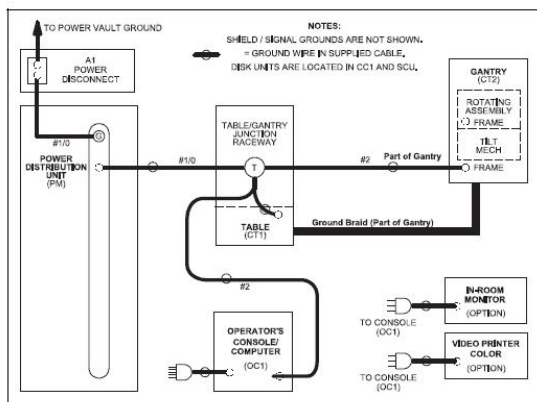 TO POWER VAULT GROUND
NOTES:
SHIELD / SIGNAL GROUNDS ARE NOT SHOWN.
= GROUND WIRE IN SUPPLIED CABLE.
DISK UNITS ARE LOCATED IN CC1 AND SCU.
A1
POWER
DISCONNECT
GANTRY
(CT2)
ROTATING
ASSEMBLY
FRAME
TILT
MECH
FRAME
TABLE/GANTRY
JUNCTION
RACEWAY
G
#1/0
POWER
DISTRIBUTION
UNIT
(PM)
#1/0
T
#2
Part of Gantry
TABLE
(CT1)
Ground Braid (Part of Gantry)
#2
OPERATOR'S
CONSOLE/
COMPUTER
(OC1)
IN-ROOM
MONITOR
(OPTION)
TO CONSOLE
(OC1)
VIDEO PRINTER
COLOR
(OPTION)
TO CONSOLE
(OC1)